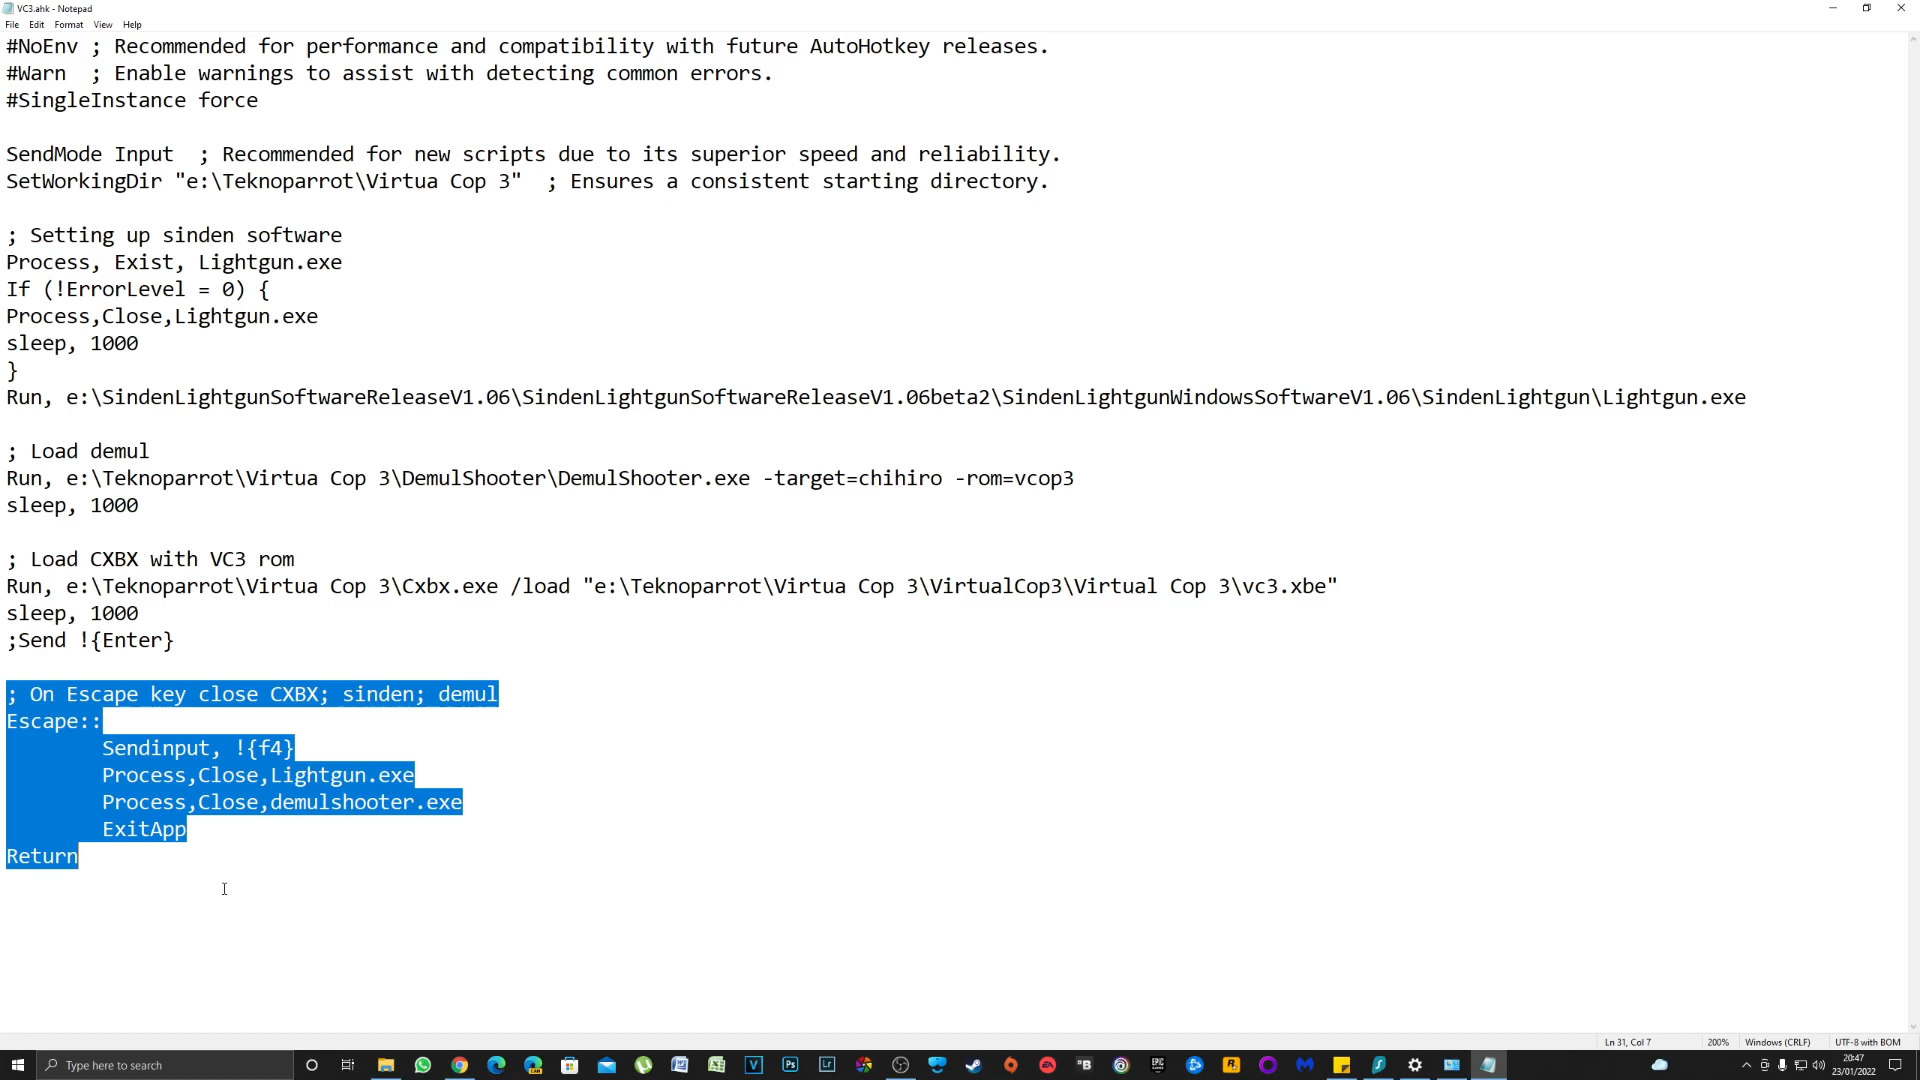 VC3.ahk - Notepad
File Edit Format View Help
#NoEnv ; Recommended for performance and compatibility with future AutoHotkey releases.
#Warn  ; Enable warnings to assist with detecting common errors.
#SingleInstance force
SendMode Input  ; Recommended for new scripts due to its superior speed and reliability.
SetWorkingDir "e:\Teknoparrot\Virtua Cop 3"  ; Ensures a consistent starting directory.
; Setting up sinden software
Process, Exist, Lightgun.exe
If (!ErrorLevel = 0) {
Process,Close,Lightgun.exe
sleep, 1000
}
Run, e:\SindenLightgunSoftwareReleaseV1.06\SindenLightgunSoftwareReleaseV1.06beta2\SindenLightgunWindowsSoftwareV1.06\SindenLightgun\Lightgun.exe
; Load demul
Run, e:\Teknoparrot\Virtua Cop 3\DemulShooter\DemulShooter.exe -target=chihiro -rom=vcop3
sleep, 1000
; Load CXBX with VC3 rom
Run, e:\Teknoparrot\Virtua Cop 3\Cxbx.exe /load "e:\Teknoparrot\Virtua Cop 3\VirtualCop3\Virtual Cop 3\vc3.xbe"
sleep, 1000
;Send !{Enter}
; On Escape key close CXBX; sinden; demul
Escape::
Sendinput, !{f4}
Process,Close,Lightgun.exe
Process,Close,demulshooter.exe
ExitApp
Return
Ln 31, Col 7 200% Windows (CRLF) UTF-8 with BOM
Type here to search
20:47
23/01/2022